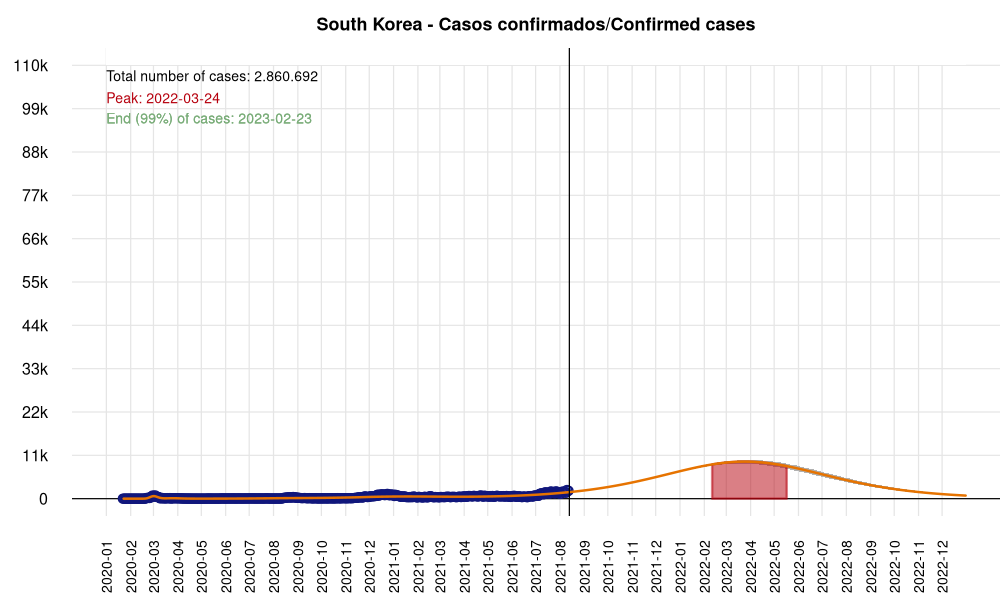 South Korea - Casos confirmados/Confirmed cases
Total number of cases: 2.860.692
Peak: 2022-03-24
End (99%) of cases: 2023-02-23
110k
99k
88k
77k
66k
55k
44k
33k
22k
11k
0
2020-01
2020-02
2020-03
2020-04
2020-05
2020-06
2020-07
2020-08
2020-09
2020-10
2020-11
2020-12
2021-01
2021-02
2021-03
2021-04
2021-05
2021-06
2021-07
2021-08
2021-09
2021-10
2021-11
2021-12
2022-01
2022-02
2022-03
2022-04
2022-05
2022-06
2022-07
2022-08
2022-09
2022-10
2022-11
2022-12